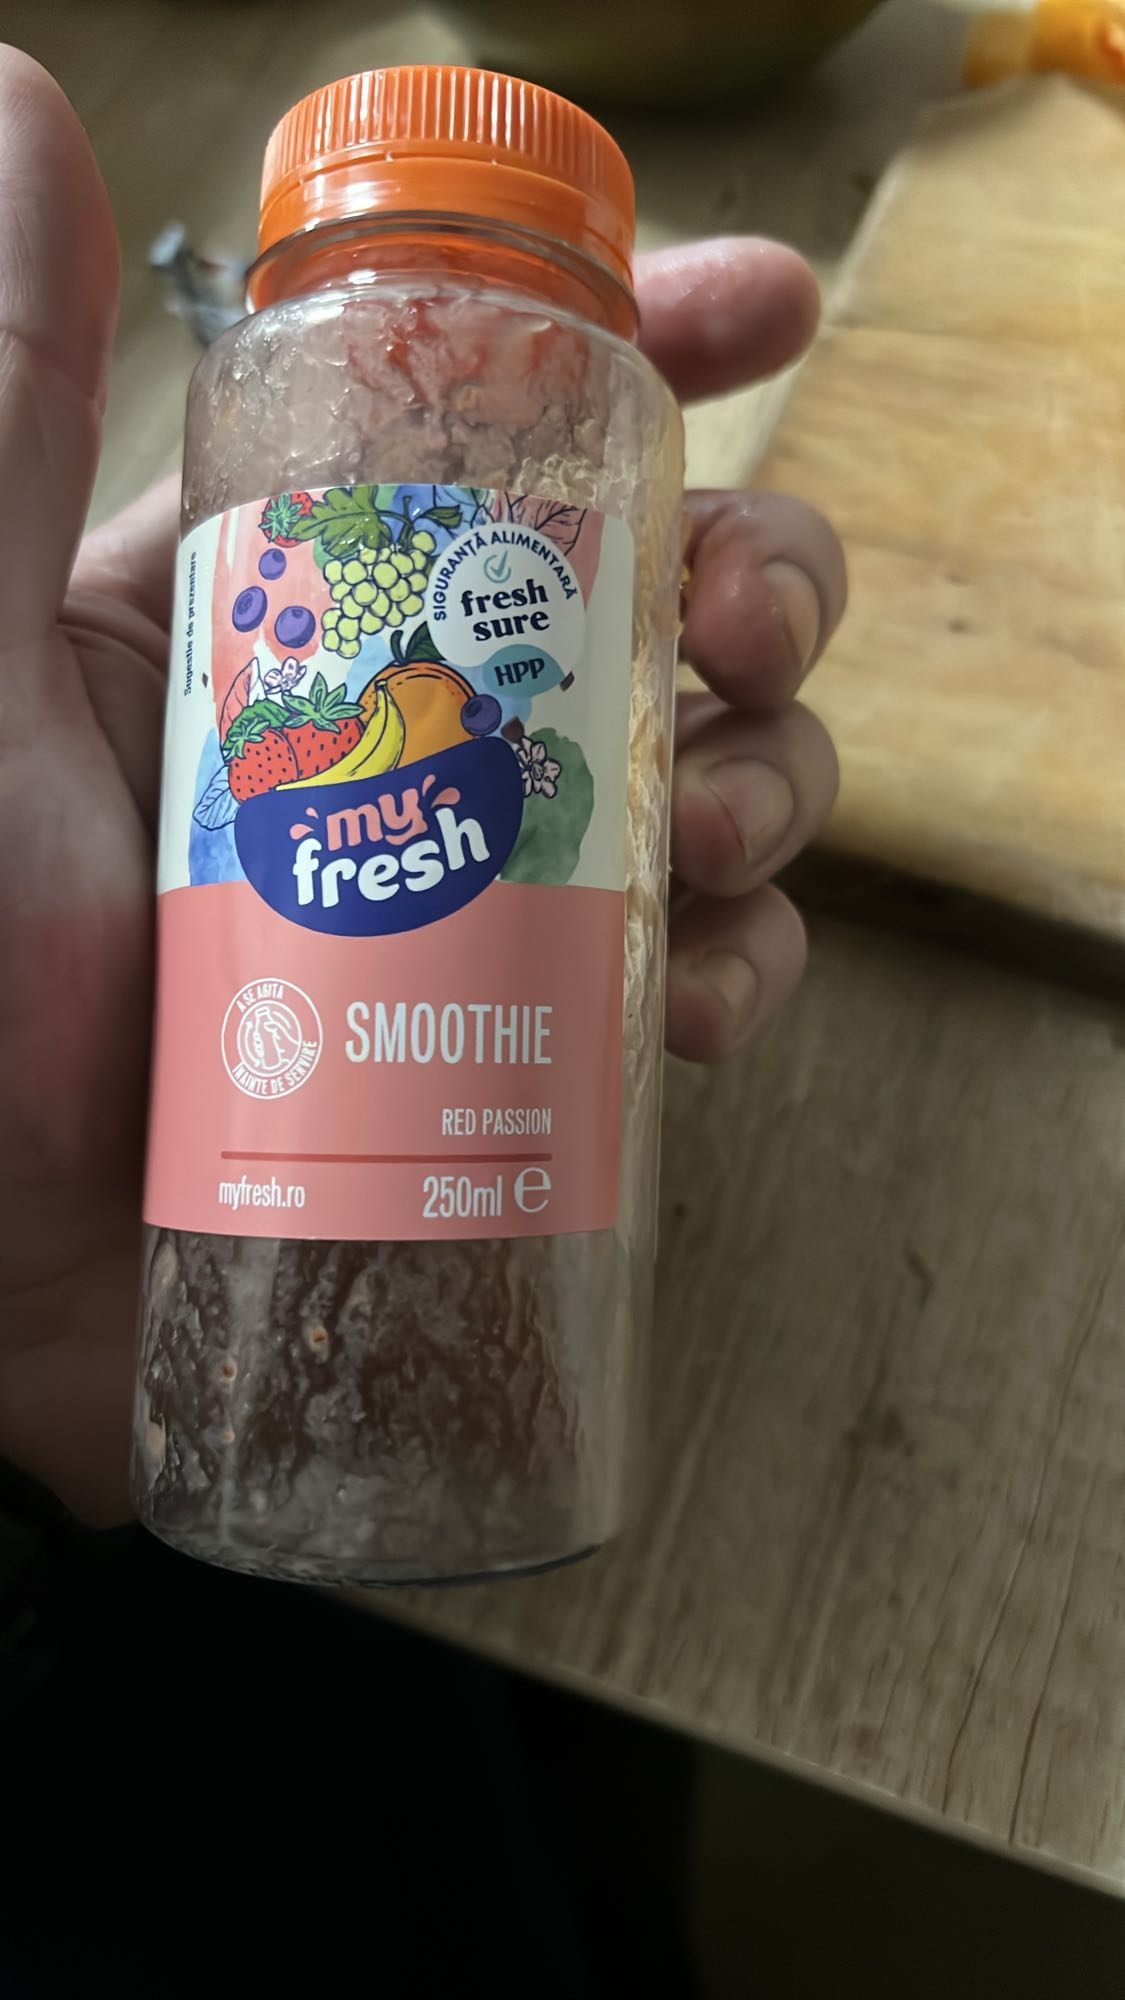 Sugestie de prezentare
SIGURANȚĂ ALIMENTARĂ
fresh
sure
HPP
my
fresh
A SE AGITA
ÎNAINTE DE SERVIRE
SMOOTHIE
RED PASSION
myfresh.ro
250ml ℮